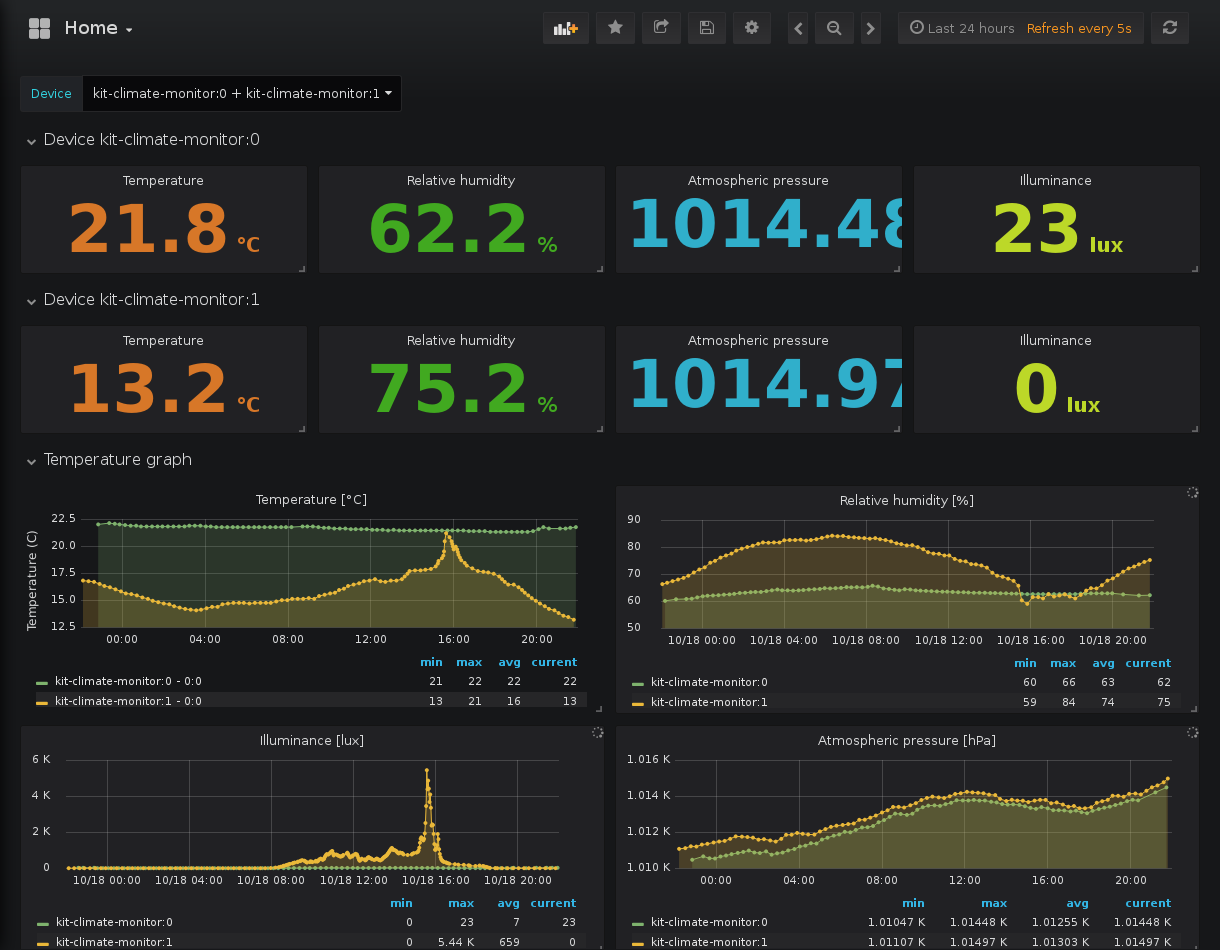 Home
Last 24 hours Refresh every 5s
Device kit-climate-monitor:0 + kit-climate-monitor:1
Device kit-climate-monitor:0
Temperature Relative humidity Atmospheric pressure Illuminance
21.8 °C 62.2 % 1014.48 23 lux
Device kit-climate-monitor:1
Temperature Relative humidity Atmospheric pressure Illuminance
13.2 °C 75.2 % 1014.97 0 lux
Temperature graph
Temperature [°C]
Temperature (C)
22.5
20.0
17.5
15.0
12.5
00:00 04:00 08:00 12:00 16:00 20:00
min max avg current
kit-climate-monitor:0 - 0:0 21 22 22 22
kit-climate-monitor:1 - 0:0 13 21 16 13
Relative humidity [%]
90
80
70
60
50
10/18 00:00 10/18 04:00 10/18 08:00 10/18 12:00 10/18 16:00 10/18 20:00
min max avg current
kit-climate-monitor:0 60 66 63 62
kit-climate-monitor:1 59 84 74 75
Illuminance [lux]
6 K
4 K
2 K
0
10/18 00:00 10/18 04:00 10/18 08:00 10/18 12:00 10/18 16:00 10/18 20:00
min max avg current
kit-climate-monitor:0 0 23 7 23
kit-climate-monitor:1 0 5.44 K 659 0
Atmospheric pressure [hPa]
1.016 K
1.014 K
1.012 K
1.010 K
00:00 04:00 08:00 12:00 16:00 20:00
min max avg current
kit-climate-monitor:0 1.01047 K 1.01448 K 1.01255 K 1.01448 K
kit-climate-monitor:1 1.01107 K 1.01497 K 1.01303 K 1.01497 K